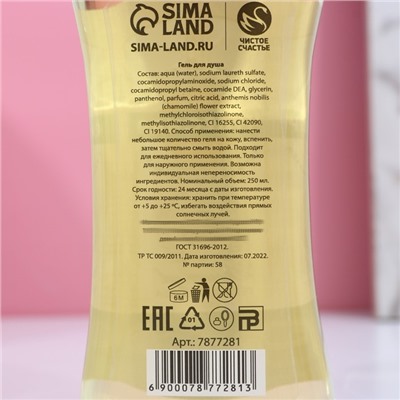 SIMA
LAND
SIMA-LAND.RU
ЧИСТОЕ
СЧАСТЬЕ
Гель для душа
Состав: aqua (water), sodium laureth sulfate,
cocamidopropylaminoxide, sodium chloride,
cocamidopropyl betaine, cocamide DEA, glycerin,
panthenol, parfum, citric acid, anthemis nobilis
(chamomile) flower extract,
methylchloroisothiazolinone,
methylisothiazolinone, CI 16255, CI 42090,
CI 19140. Способ применения: нанести
небольшое количество геля на кожу, вспенить,
затем тщательно смыть водой. Подходит
для ежедневного использования. Только
для наружного применения. Возможна
индивидуальная непереносимость
ингредиентов. Номинальный объем: 250 мл.
Срок годности: 24 месяца с даты изготовления.
Условия хранения: хранить при температуре
от +5 до +25 °C, избегать воздействия прямых
солнечных лучей.
ГОСТ 31696-2012.
ТР ТС 009/2011. Дата изготовления: 07.2022.
№ партии: 5В
6M
EAC
01
Арт.: 7877281
6 900078 772813